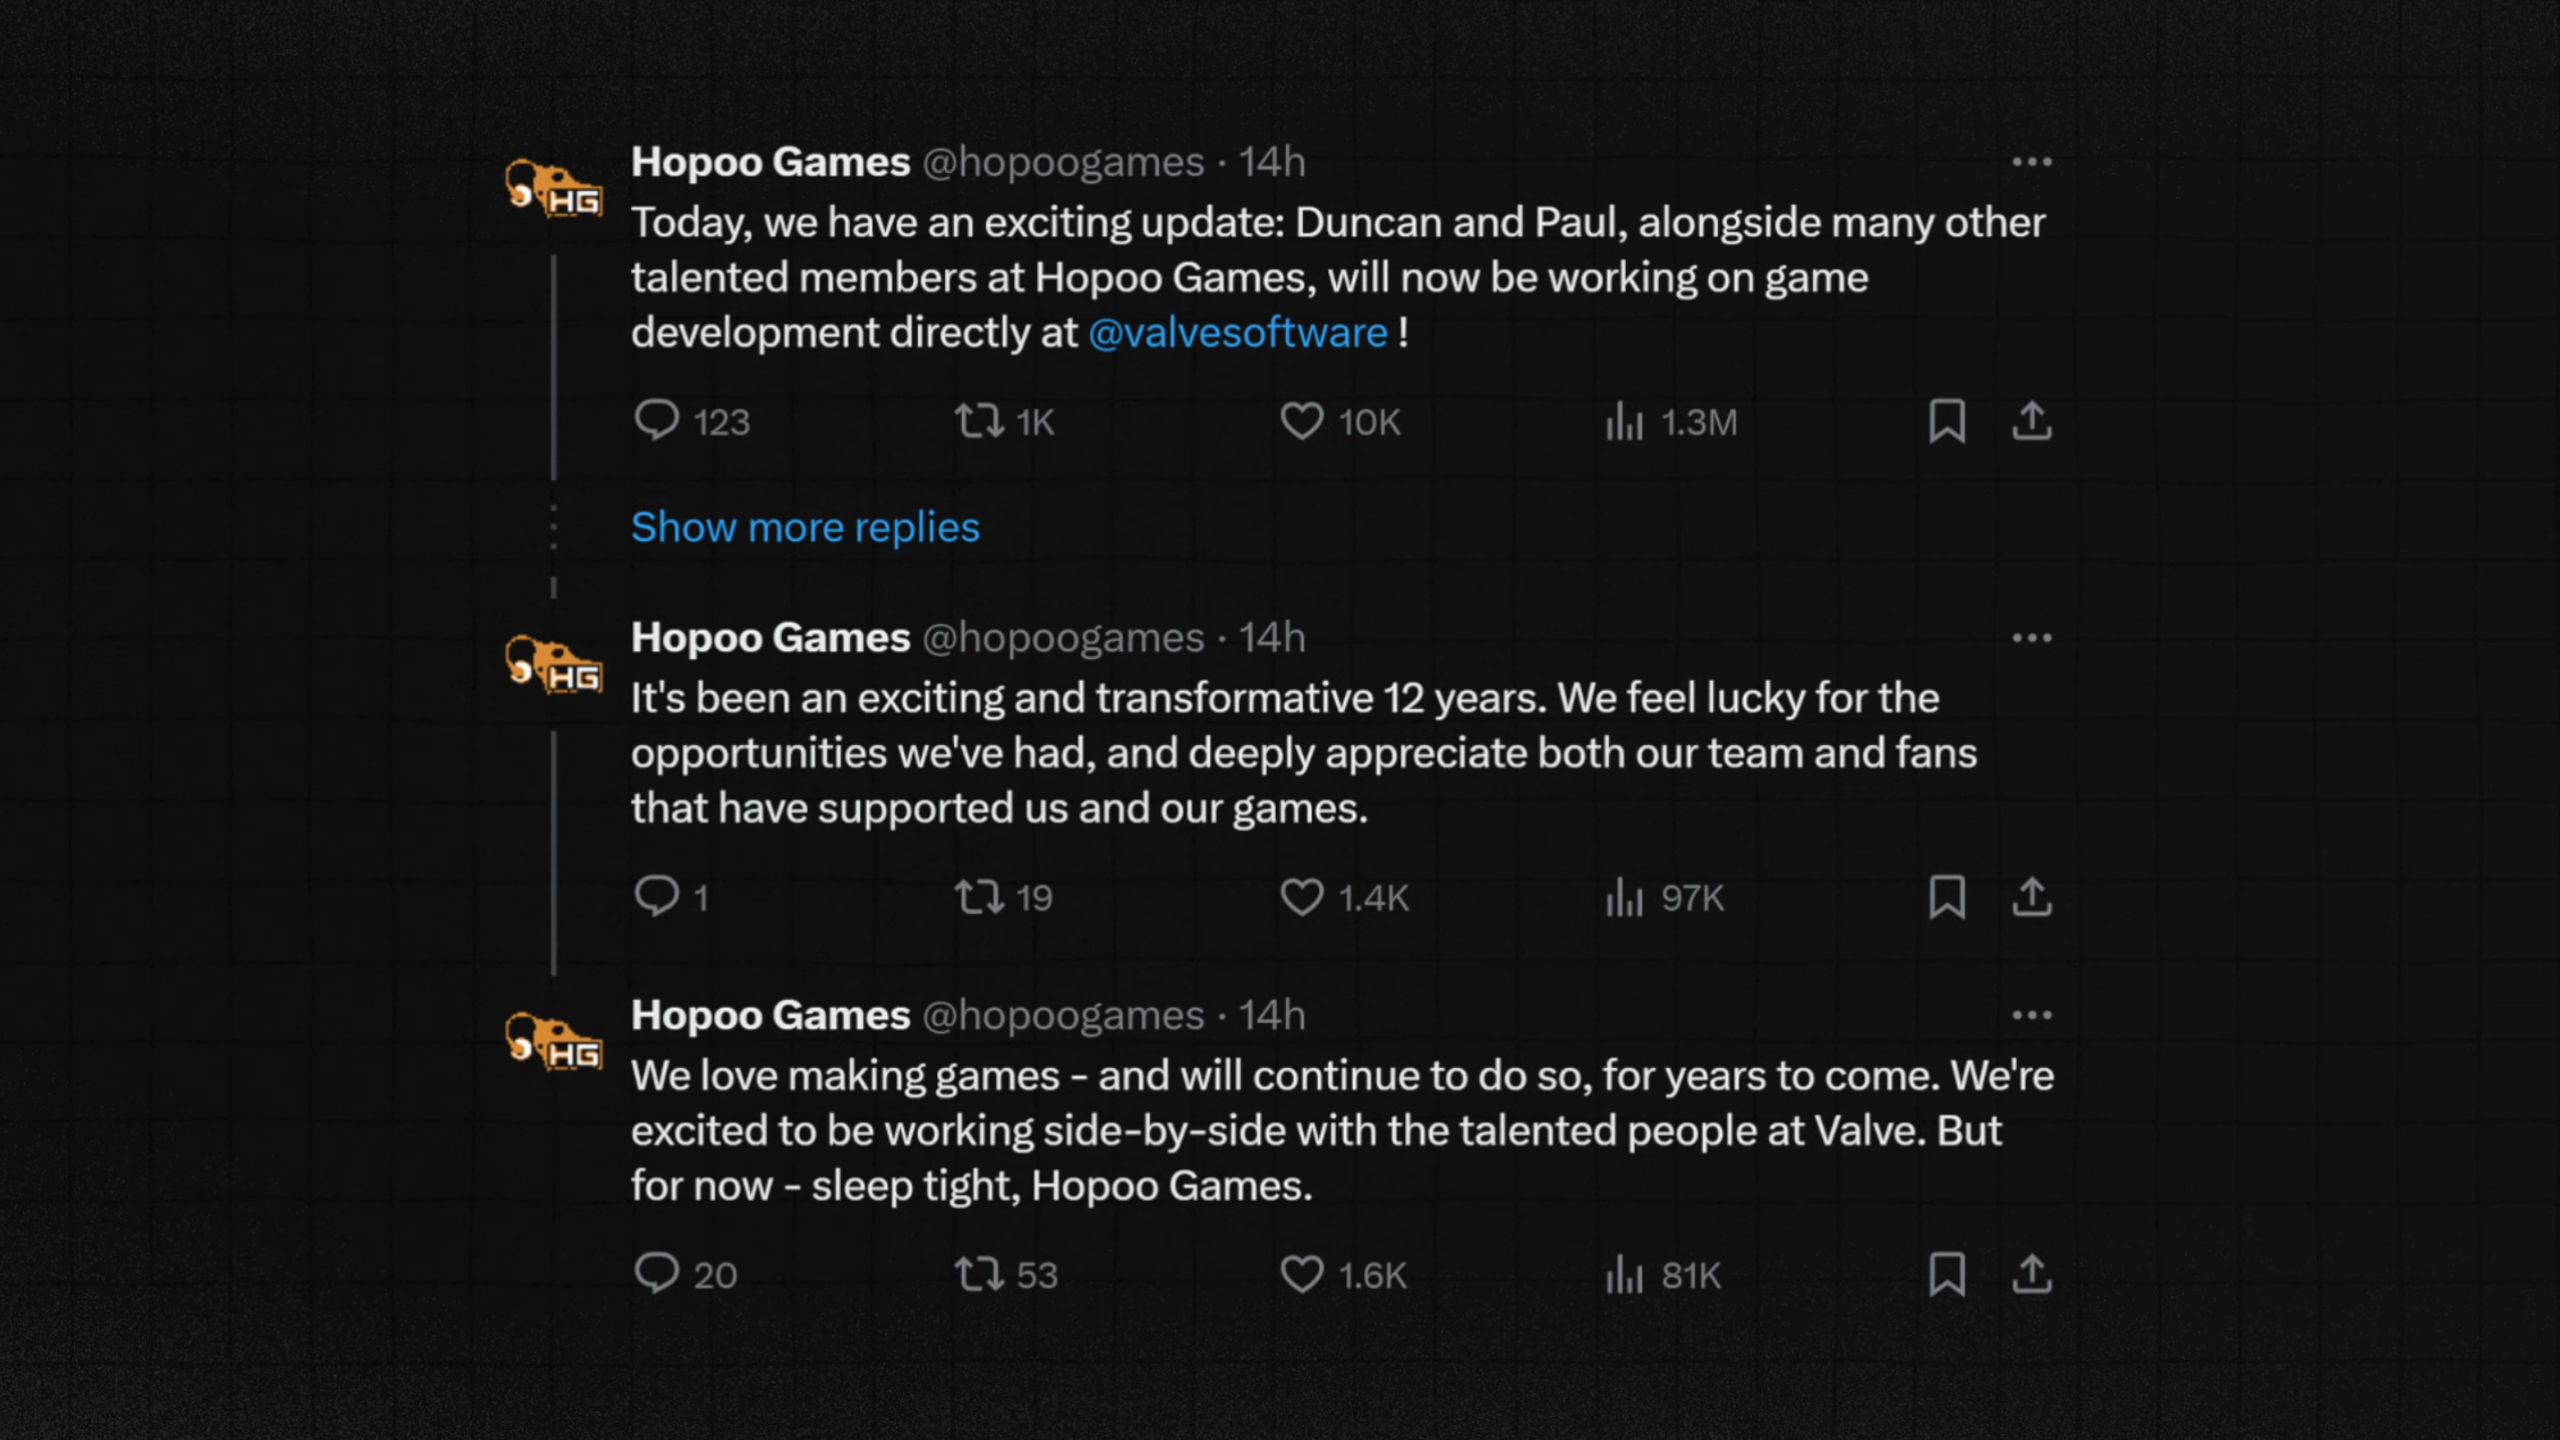 Hopoo Games @hopoogames · 14h
Today, we have an exciting update: Duncan and Paul, alongside many other
talented members at Hopoo Games, will now be working on game
development directly at @valvesoftware !
123 1K 10K 1.3M
Show more replies
HG
Hopoo Games @hopoogames · 14h
It's been an exciting and transformative 12 years. We feel lucky for the
opportunities we've had, and deeply appreciate both our team and fans
that have supported us and our games.
1 19 1.4K 97K
HG
Hopoo Games @hopoogames · 14h
We love making games - and will continue to do so, for years to come. We're
excited to be working side-by-side with the talented people at Valve. But
for now - sleep tight, Hopoo Games.
20 53 1.6K 81K
HG